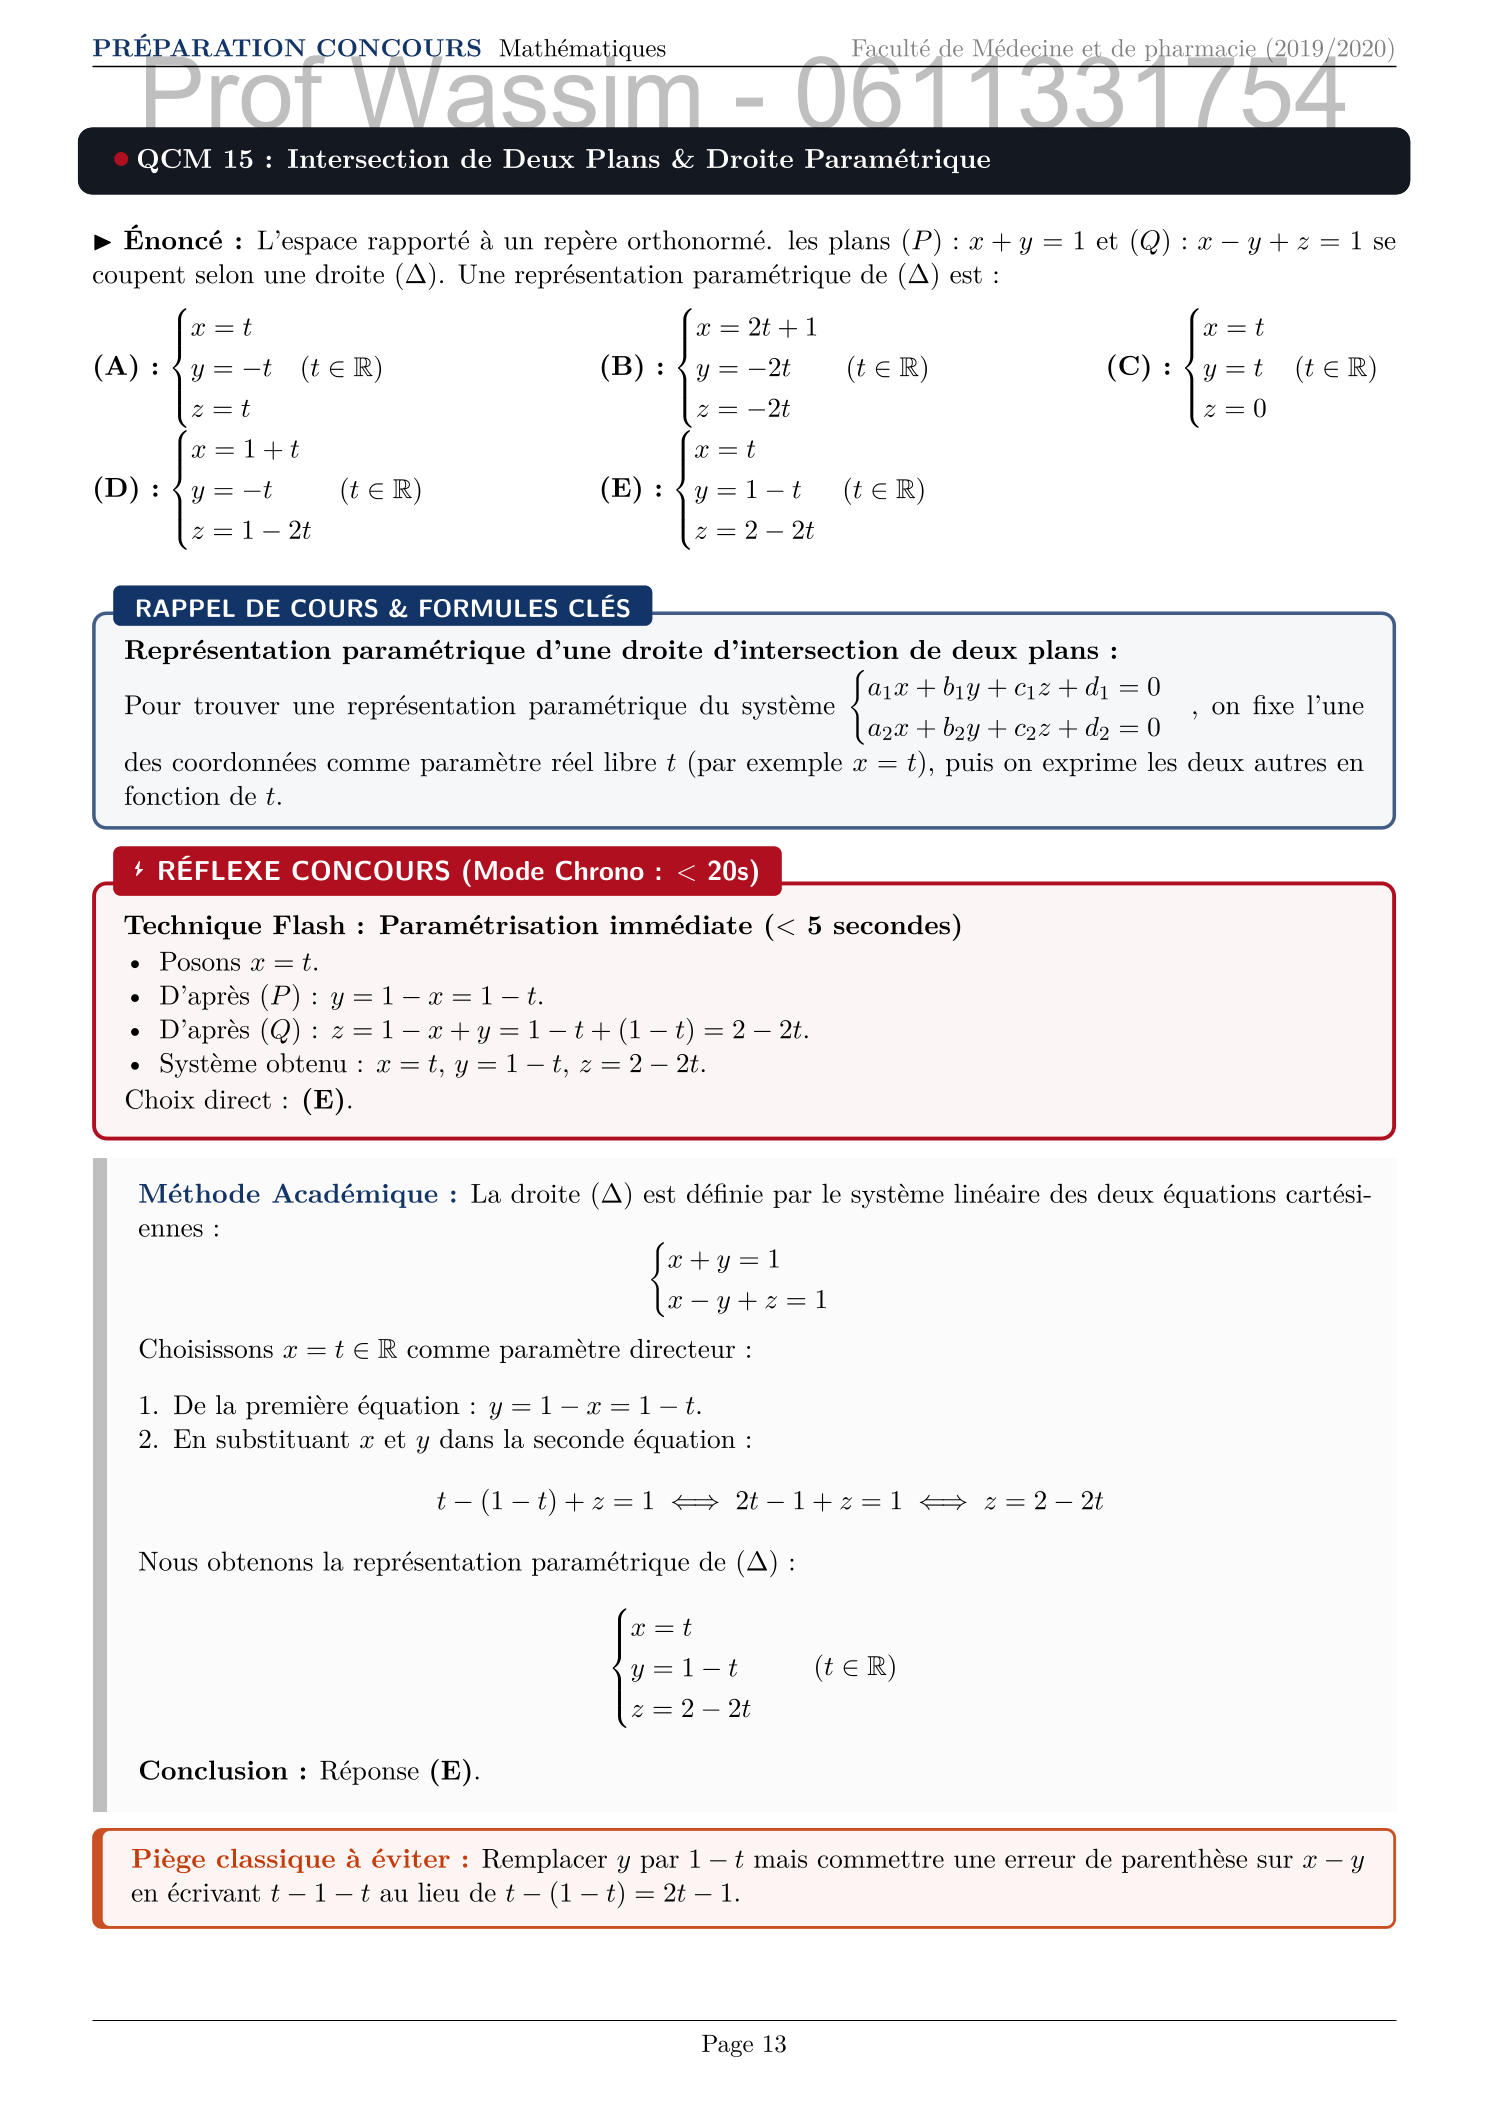 PRÉPARATION CONCOURS Mathématiques Faculté de Médecine et de pharmacie (2019/2020)
Prof Wassim - 0611331754
• QCM 15 : Intersection de Deux Plans & Droite Paramétrique
▶ Énoncé : L'espace rapporté à un repère orthonormé. les plans (P) : x + y = 1 et (Q) : x − y + z = 1 se
coupent selon une droite (Δ). Une représentation paramétrique de (Δ) est :
(A) : { x = t
y = −t (t ∈ ℝ)
z = t
(B) : { x = 2t + 1
y = −2t (t ∈ ℝ)
z = −2t
(C) : { x = t
y = t (t ∈ ℝ)
z = 0
(D) : { x = 1 + t
y = −t (t ∈ ℝ)
z = 1 − 2t
(E) : { x = t
y = 1 − t (t ∈ ℝ)
z = 2 − 2t
RAPPEL DE COURS & FORMULES CLÉS
Représentation paramétrique d'une droite d'intersection de deux plans :
Pour trouver une représentation paramétrique du système { a₁x + b₁y + c₁z + d₁ = 0
a₂x + b₂y + c₂z + d₂ = 0 , on fixe l'une
des coordonnées comme paramètre réel libre t (par exemple x = t), puis on exprime les deux autres en
fonction de t.
RÉFLEXE CONCOURS (Mode Chrono : < 20s)
Technique Flash : Paramétrisation immédiate (< 5 secondes)
• Posons x = t.
• D'après (P) : y = 1 − x = 1 − t.
• D'après (Q) : z = 1 − x + y = 1 − t + (1 − t) = 2 − 2t.
• Système obtenu : x = t, y = 1 − t, z = 2 − 2t.
Choix direct : (E).
Méthode Académique : La droite (Δ) est définie par le système linéaire des deux équations cartési-
ennes :
{ x + y = 1
x − y + z = 1
Choisissons x = t ∈ ℝ comme paramètre directeur :
1. De la première équation : y = 1 − x = 1 − t.
2. En substituant x et y dans la seconde équation :
t − (1 − t) + z = 1 ⟺ 2t − 1 + z = 1 ⟺ z = 2 − 2t
Nous obtenons la représentation paramétrique de (Δ) :
{ x = t
y = 1 − t (t ∈ ℝ)
z = 2 − 2t
Conclusion : Réponse (E).
Piège classique à éviter : Remplacer y par 1 − t mais commettre une erreur de parenthèse sur x − y
en écrivant t − 1 − t au lieu de t − (1 − t) = 2t − 1.
Page 13